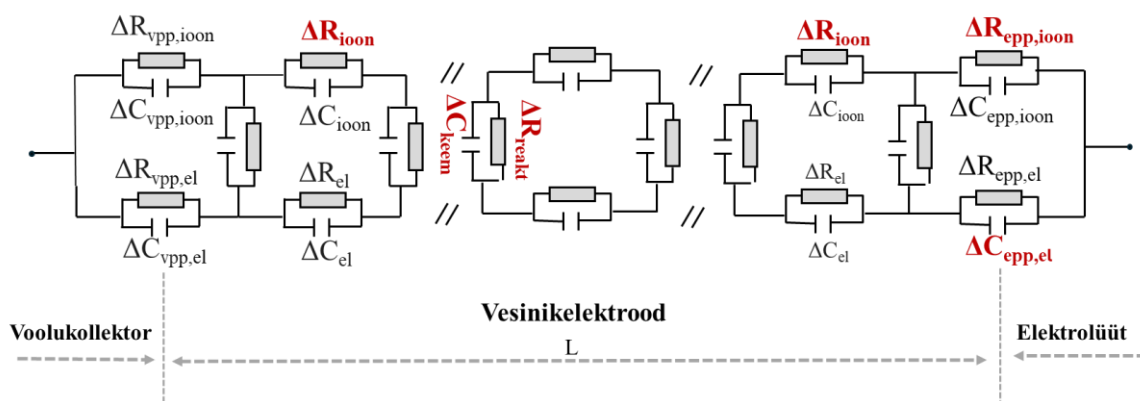 ΔR_vpp,ioon
ΔR_ioon
ΔR_ioon
ΔR_epp,ioon
//
//
ΔC_vpp,ioon
ΔC_ioon
ΔC_keem
ΔR_reakt
ΔC_ioon
ΔC_epp,ioon
ΔR_vpp,el
ΔR_el
ΔR_el
ΔR_epp,el
//
//
ΔC_vpp,el
ΔC_el
ΔC_el
ΔC_epp,el
Voolukollektor
Vesinikelektrood
Elektrolüüt
L